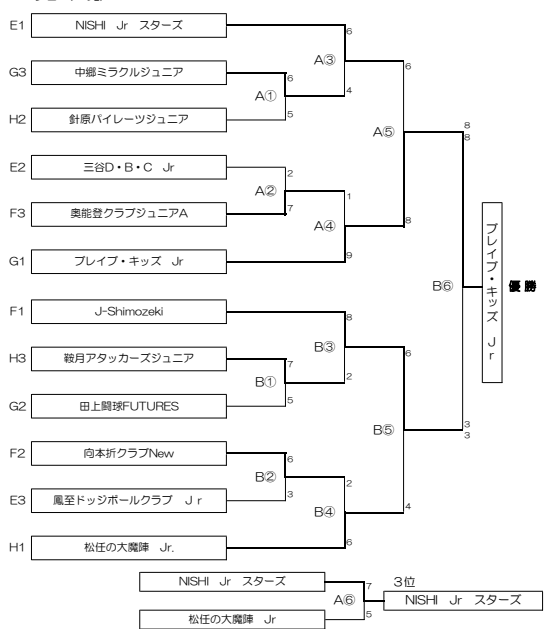 E1 NISHI Jr スターズ
6
A③
6
G3 中郷ミラクルジュニア
6
A①
4
H2 針原パイレーツジュニア
5
A⑤
8
8
E2 三谷D・B・C Jr
2
A②
1
F3 奥能登クラブジュニアA
7
A④
8
G1 ブレイブ・キッズ Jr
9
B⑥
ブレイブ・キッズ Jr
優勝
F1 J-Shimozeki
8
B③
6
H3 鞍月アタッカーズジュニア
7
B①
2
G2 田上闘球FUTURES
5
B⑤
3
3
F2 向本折クラブNew
6
B②
2
E3 鳳至ドッジボールクラブ Jr
3
B④
4
H1 松任の大魔陣 Jr.
6
NISHI Jr スターズ
7
3位
A⑥
NISHI Jr スターズ
松任の大魔陣 Jr
5